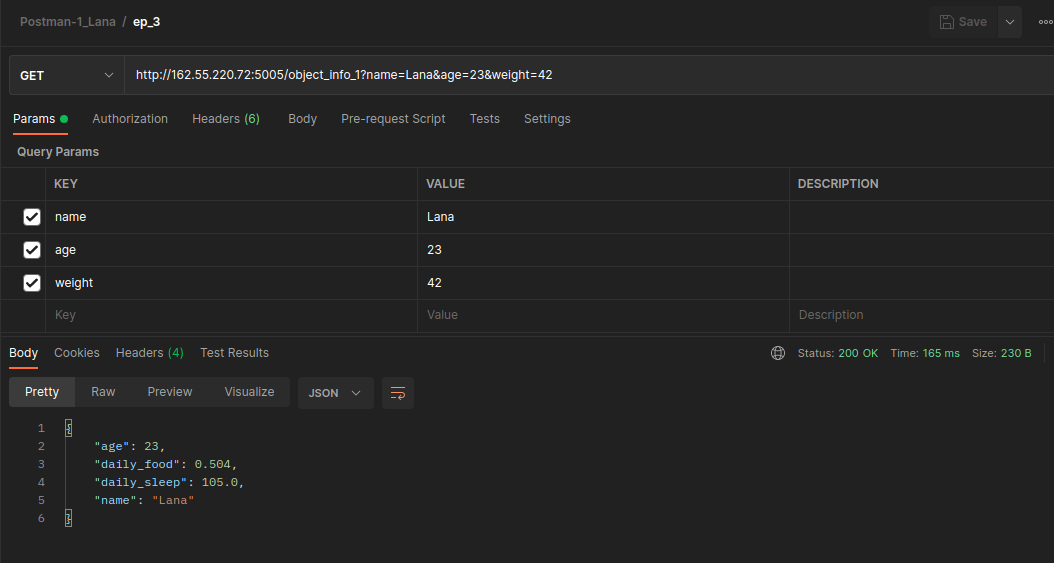 Postman-1_Lana / ep_3 Save
GET http://162.55.220.72:5005/object_info_1?name=Lana&age=23&weight=42
Params Authorization Headers (6) Body Pre-request Script Tests Settings
Query Params
KEY VALUE DESCRIPTION
name Lana
age 23
weight 42
Key Value Description
Body Cookies Headers (4) Test Results Status: 200 OK Time: 165 ms Size: 230 B
Pretty Raw Preview Visualize JSON
1 {
2 "age": 23,
3 "daily_food": 0.504,
4 "daily_sleep": 105.0,
5 "name": "Lana"
6 }